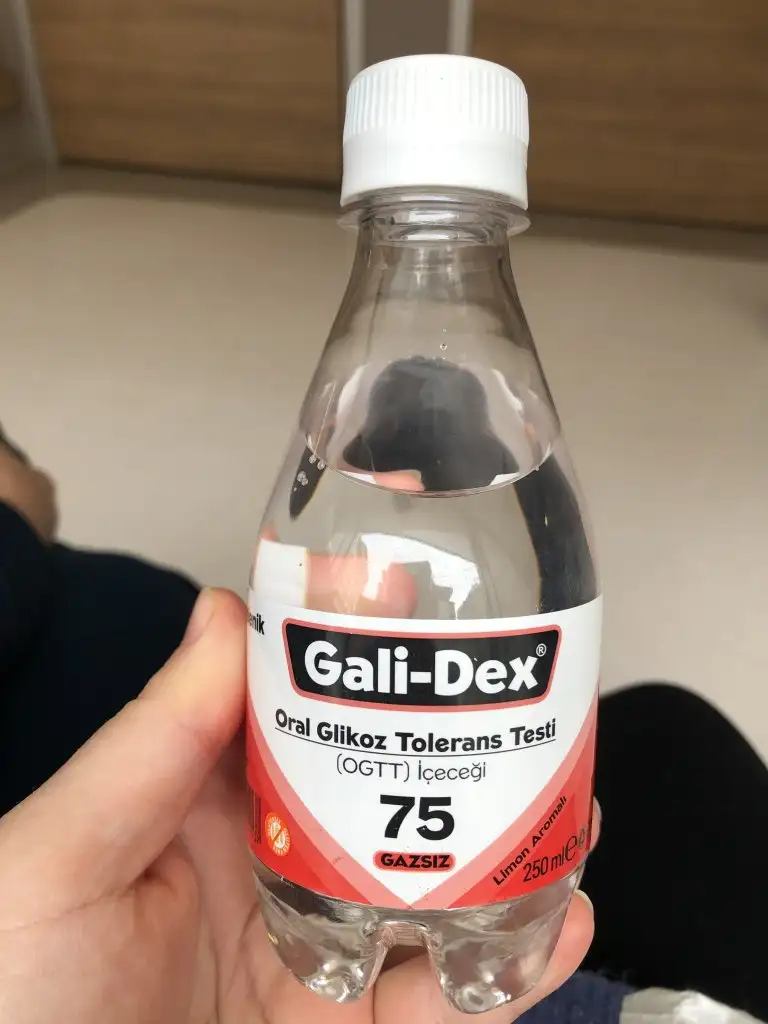 Gali-Dex®
Oral Glikoz Tolerans Testi
(OGTT) İçeceği
75
GAZSIZ
Limon Aromalı
250 ml ℮